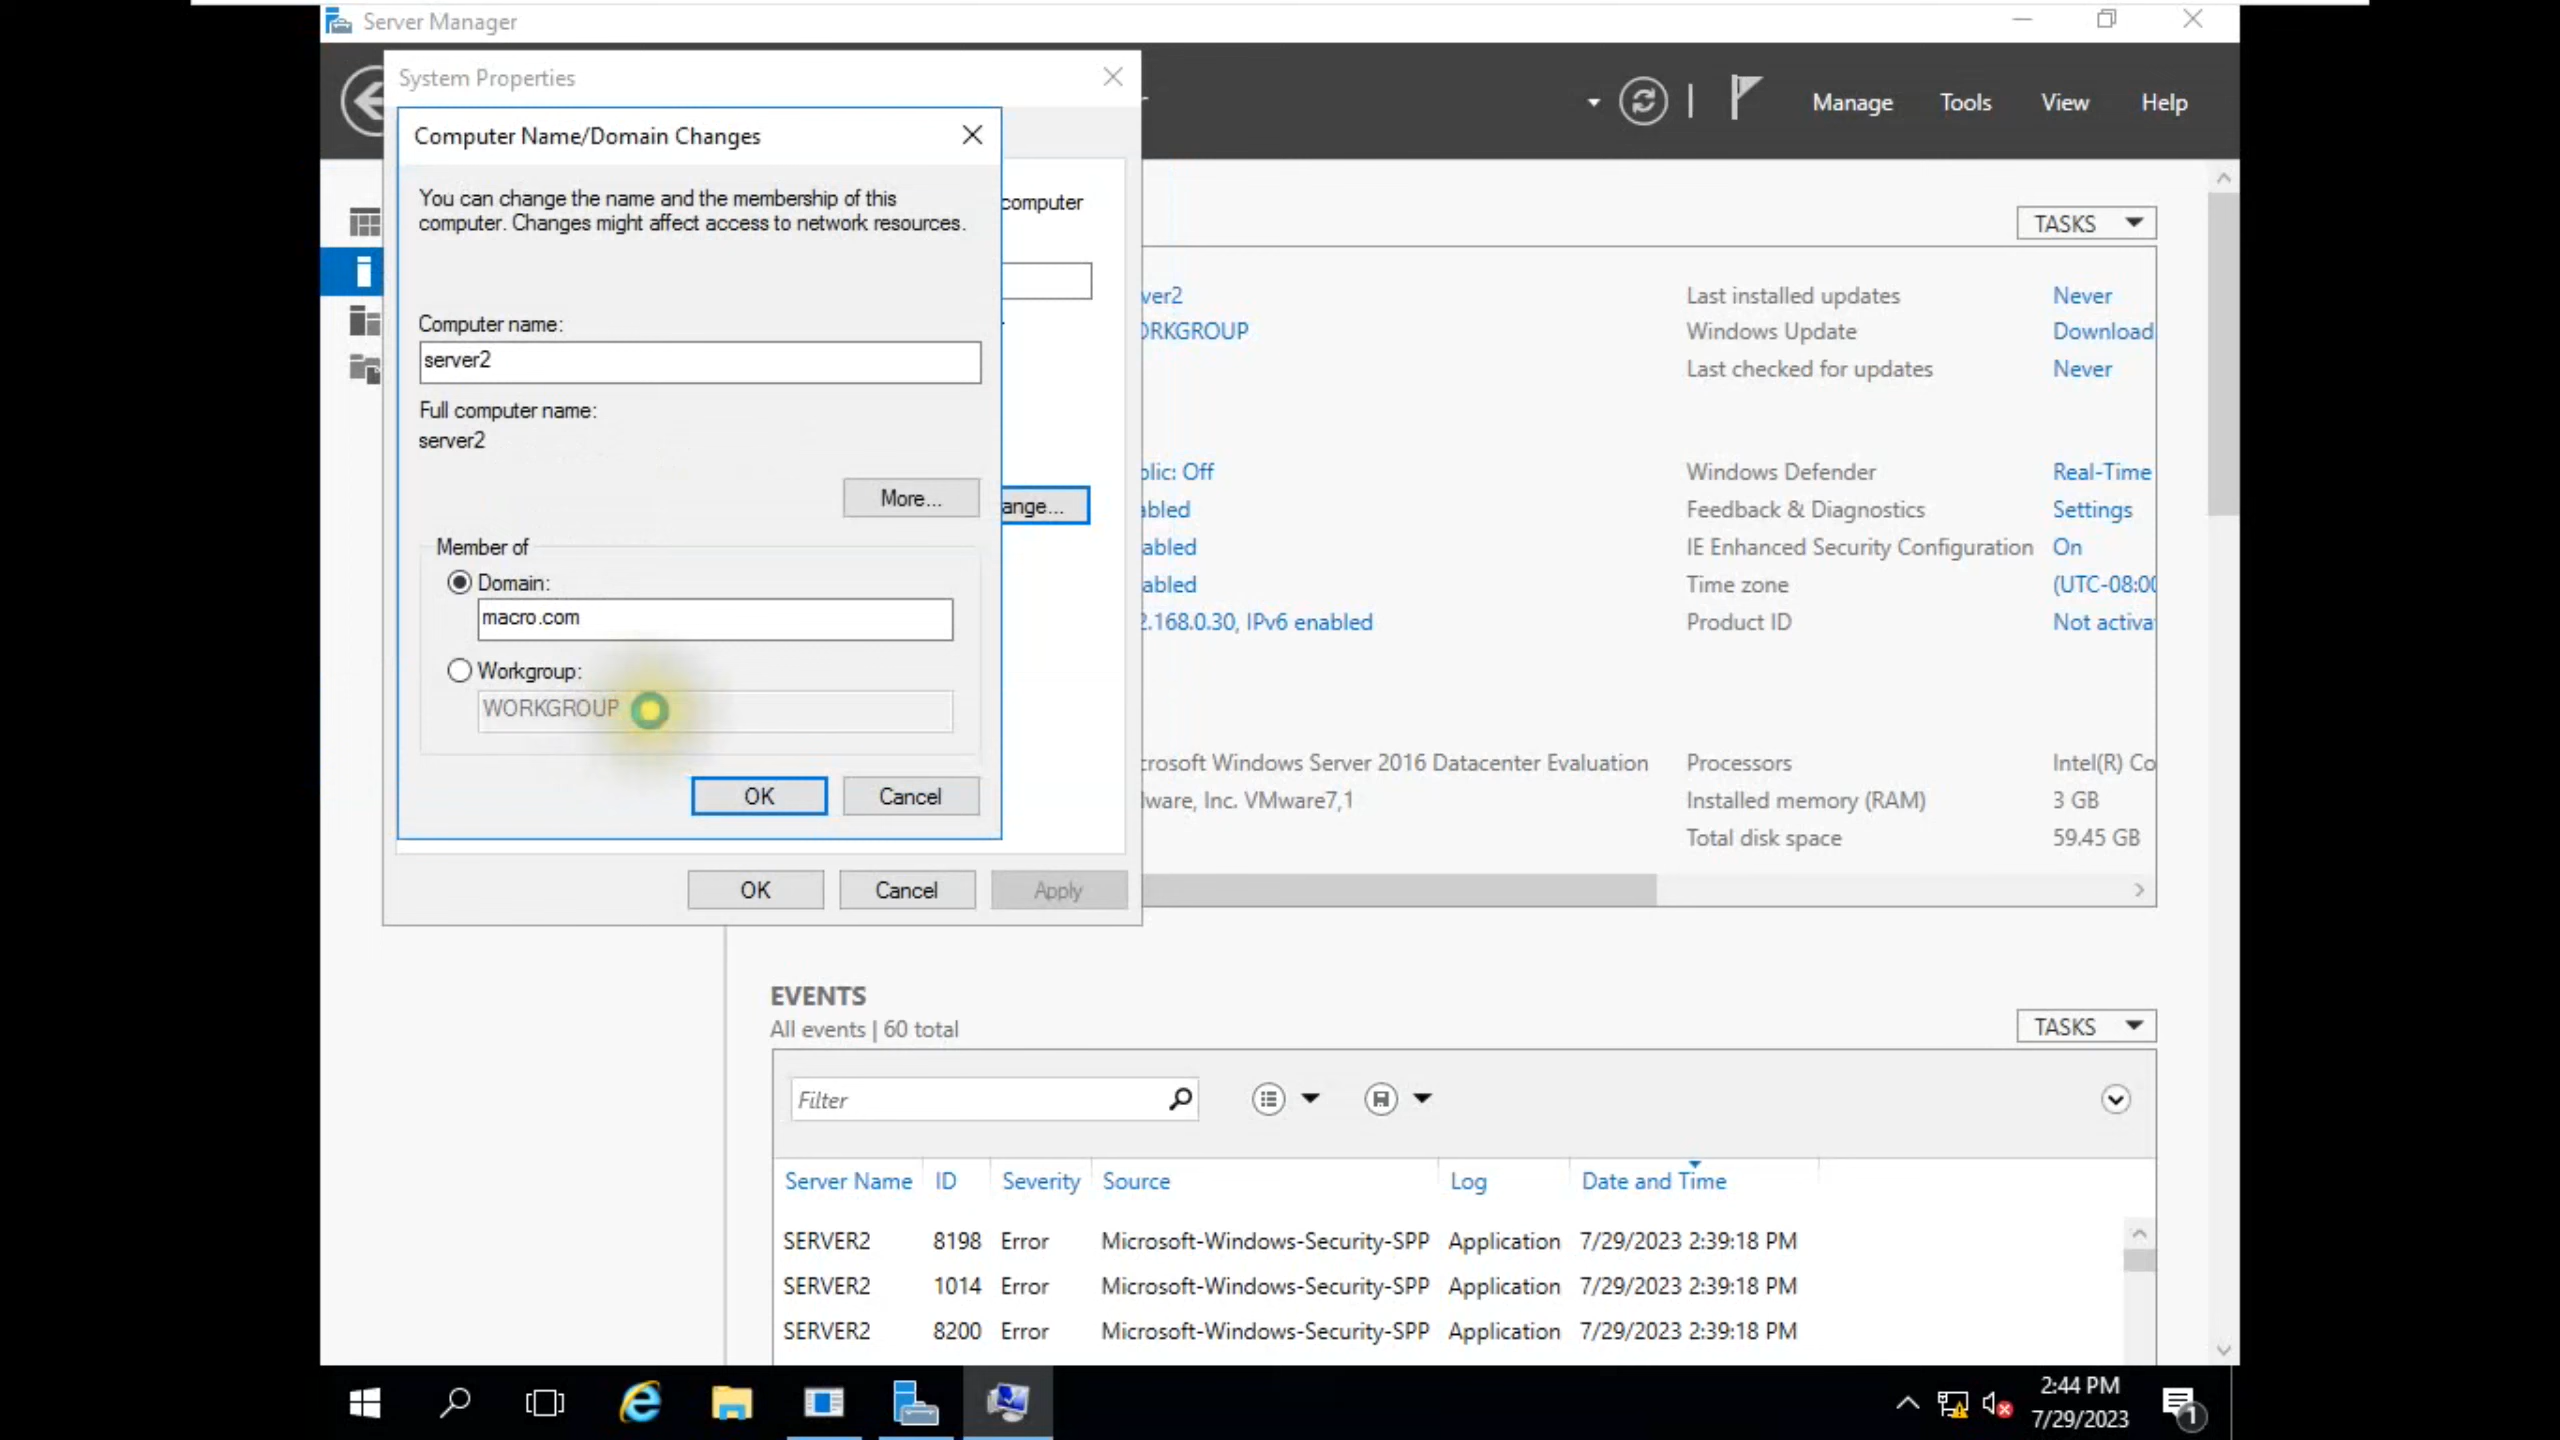 Server Manager
System Properties
Manage Tools View Help
Computer Name/Domain Changes
You can change the name and the membership of this
computer. Changes might affect access to network resources.
computer
Computer name:
server2
Full computer name:
server2
More...
ange...
Member of
Domain:
macro.com
Workgroup:
WORKGROUP
OK Cancel
OK Cancel Apply
TASKS
ver2 Last installed updates Never
ORKGROUP Windows Update Download
Last checked for updates Never
blic: Off Windows Defender Real-Time
abled Feedback & Diagnostics Settings
abled IE Enhanced Security Configuration On
abled Time zone (UTC-08:00
2.168.0.30, IPv6 enabled Product ID Not activa
crosoft Windows Server 2016 Datacenter Evaluation Processors Intel(R) Co
ware, Inc. VMware7,1 Installed memory (RAM) 3 GB
Total disk space 59.45 GB
EVENTS
All events | 60 total
TASKS
Filter
Server Name ID Severity Source Log Date and Time
SERVER2 8198 Error Microsoft-Windows-Security-SPP Application 7/29/2023 2:39:18 PM
SERVER2 1014 Error Microsoft-Windows-Security-SPP Application 7/29/2023 2:39:18 PM
SERVER2 8200 Error Microsoft-Windows-Security-SPP Application 7/29/2023 2:39:18 PM
2:44 PM
7/29/2023
1